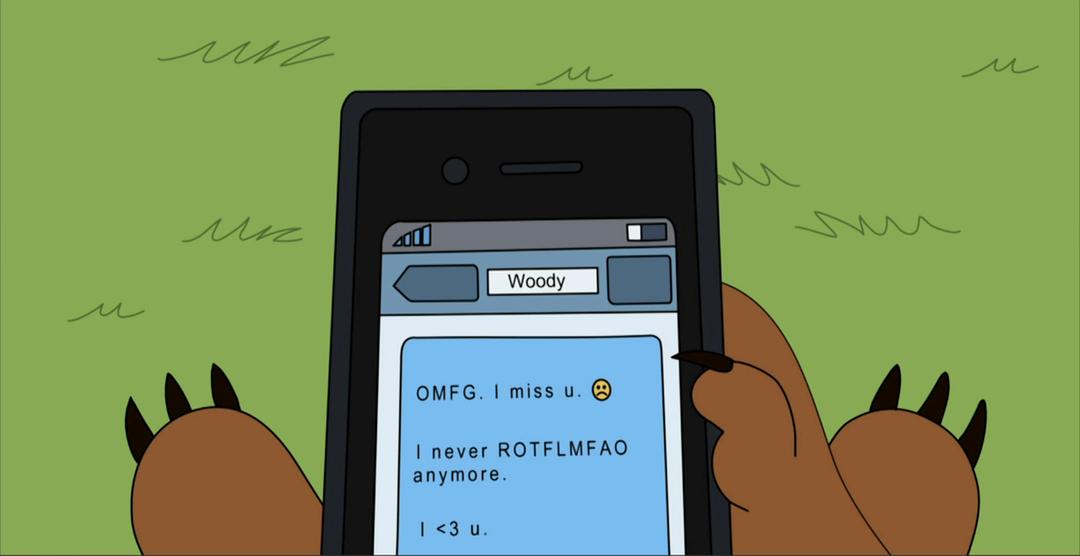 Woody
OMFG. I miss u. ☹
I never ROTFLMFAO
anymore.
I <3 u.